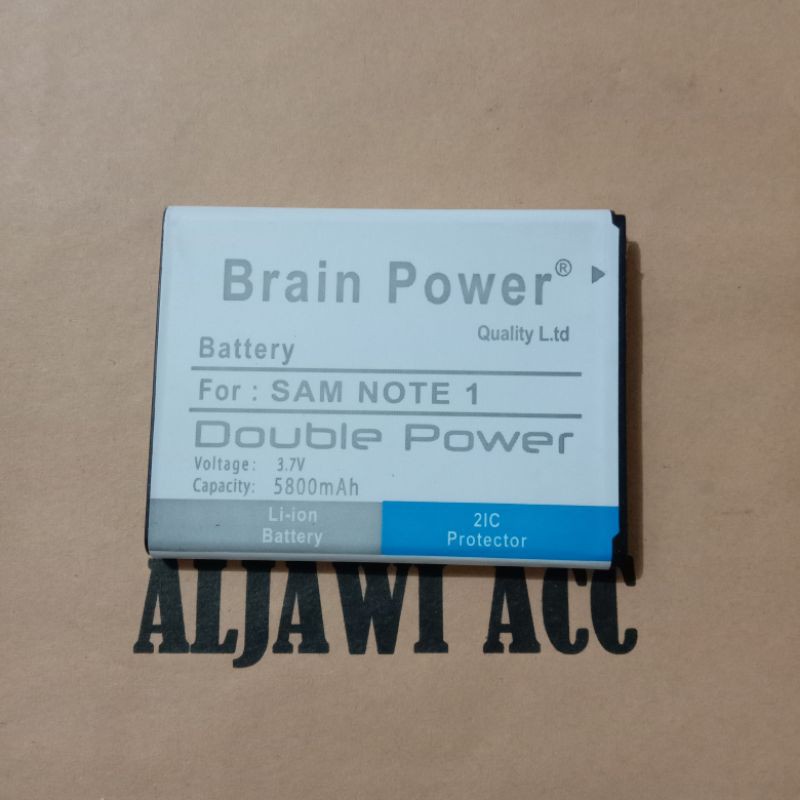 Brain Power®
Quality L.td
Battery
For : SAM NOTE 1
Double Power
Voltage: 3.7V
Capacity: 5800mAh
Li-ion
Battery
2IC
Protector
ALJAWI ACC